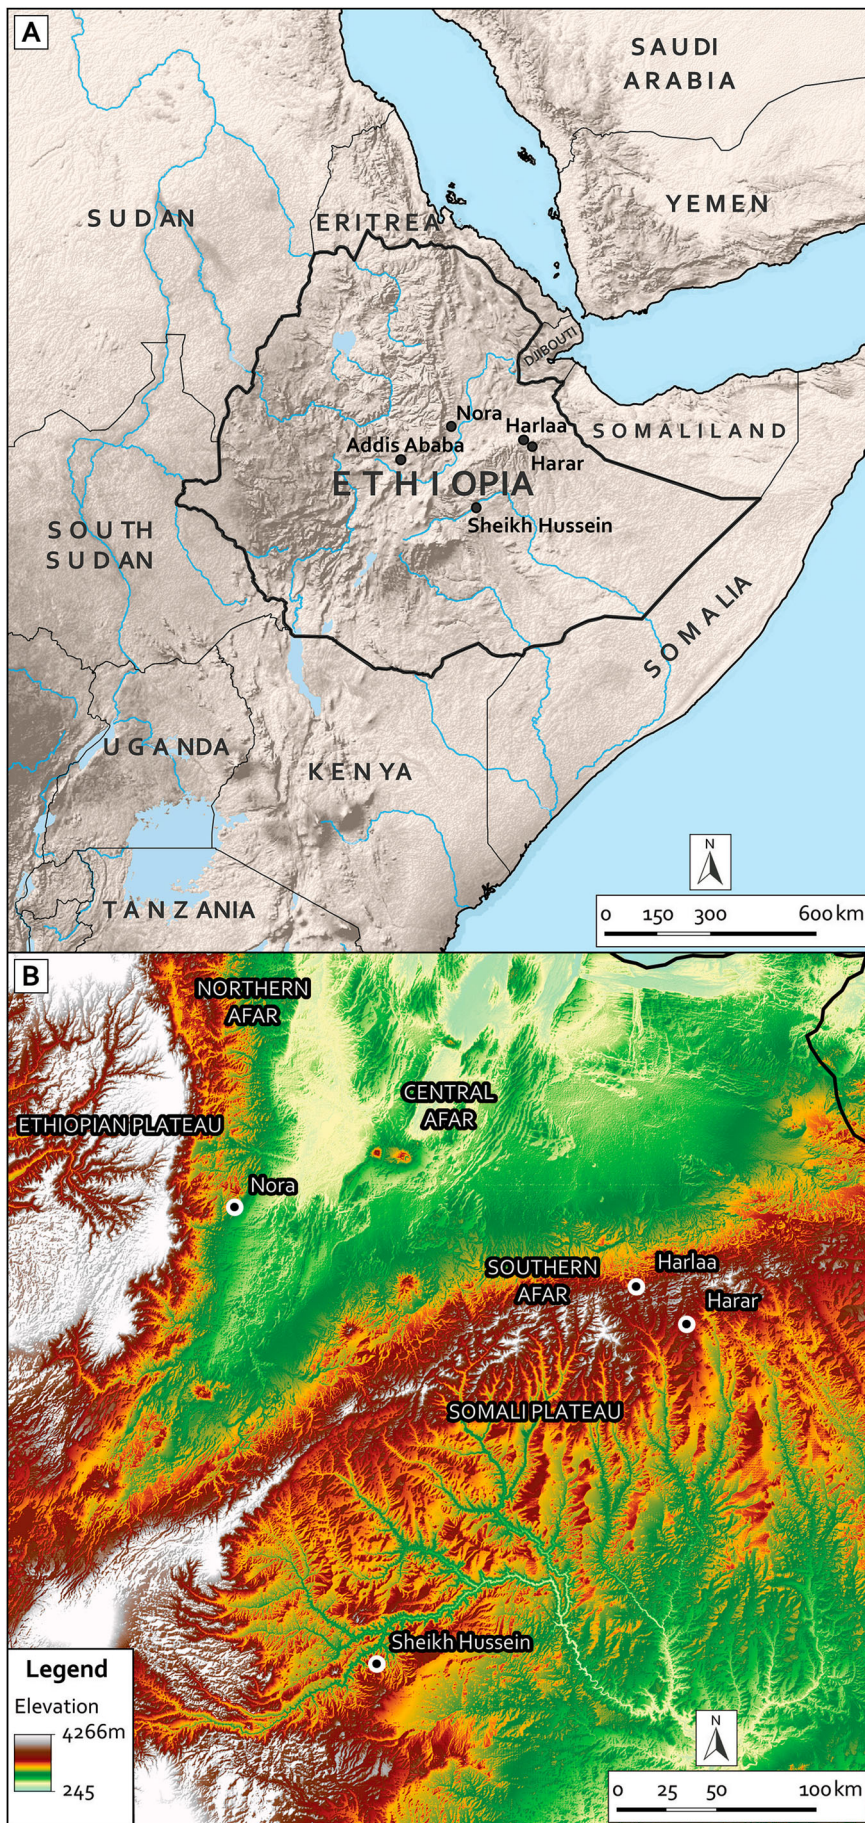 A
SAUDI
ARABIA
SUDAN
ERITREA
YEMEN
DJIBOUTI
Nora
Harlaa
SOMALILAND
Addis Ababa
Harar
ETHIOPIA
Sheikh Hussein
SOUTH
SUDAN
SOMALIA
UGANDA
KENYA
TANZANIA
N
0 150 300 600 km
B
NORTHERN
AFAR
CENTRAL
AFAR
ETHIOPIAN PLATEAU
Nora
SOUTHERN
AFAR
Harlaa
Harar
SOMALI PLATEAU
Sheikh Hussein
Legend
Elevation
4266m
245
N
0 25 50 100 km